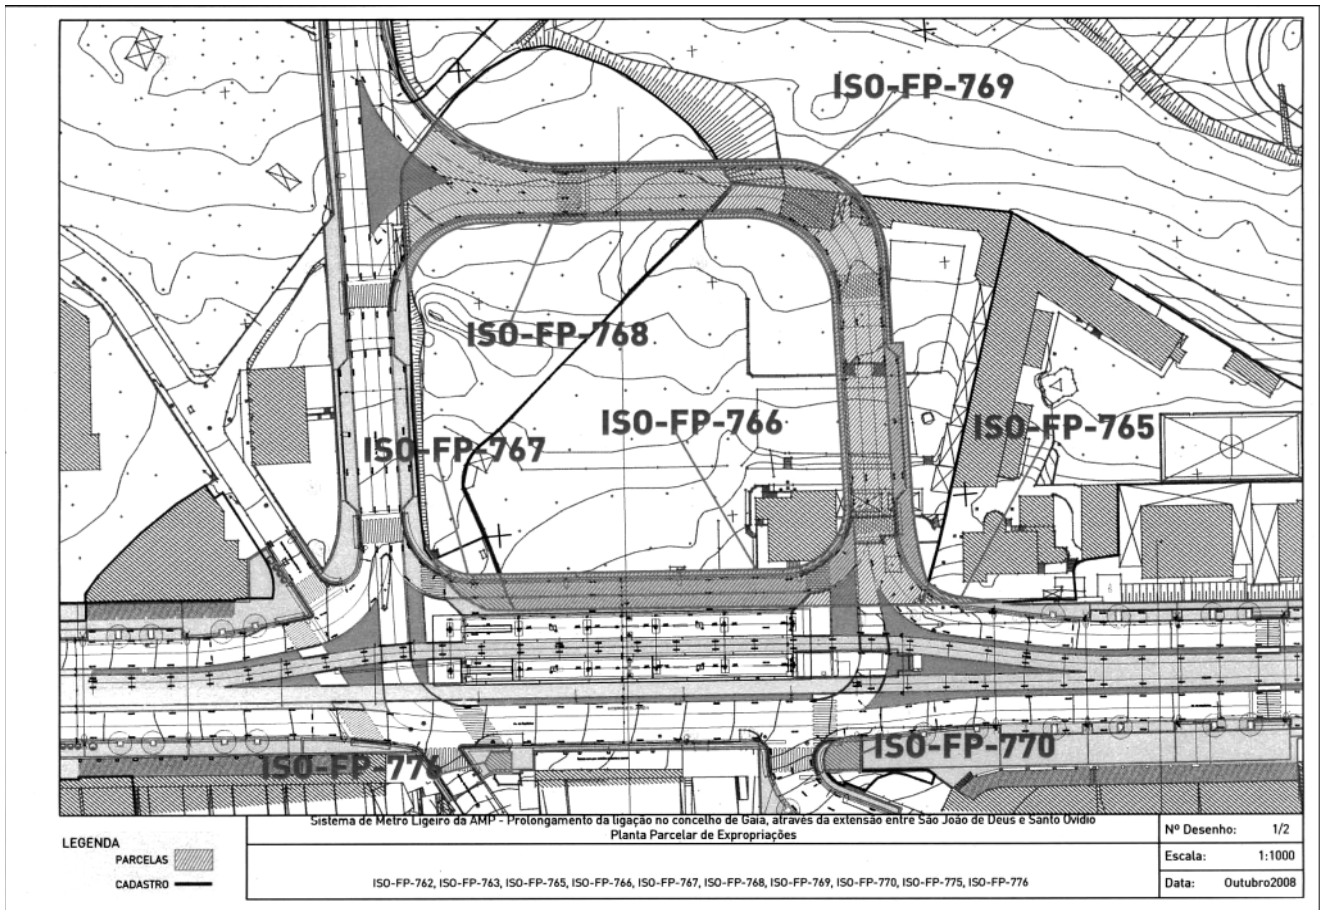 ISO-FP-769
ISO-FP-768
ISO-FP-766
ISO-FP-765
ISO-FP-767
ISO-FP-770
ISO-FP-776
LEGENDA
PARCELAS
CADASTRO
Sistema de Metro Ligeiro da AMP - Prolongamento da ligação no concelho de Gaia, através da extensão entre São João de Deus e Santo Ovídio
Planta Parcelar de Expropriações
ISO-FP-762, ISO-FP-763, ISO-FP-765, ISO-FP-766, ISO-FP-767, ISO-FP-768, ISO-FP-769, ISO-FP-770, ISO-FP-775, ISO-FP-776
Nº Desenho: 1/2
Escala: 1:1000
Data: Outubro2008